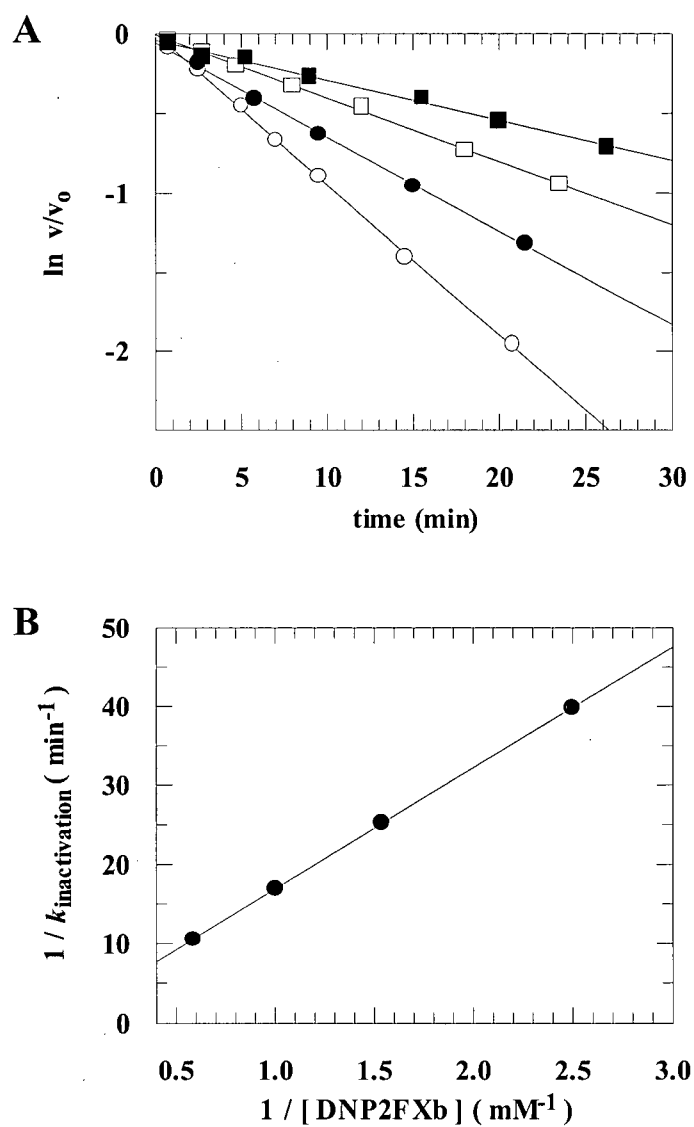 A
0
-1
-2
ln v/v₀
0 5 10 15 20 25 30
time (min)
B
50
40
30
20
10
0
1 / k inactivation ( min⁻¹ )
0.5 1.0 1.5 2.0 2.5 3.0
1 / [ DNP2FXb ] ( mM⁻¹ )